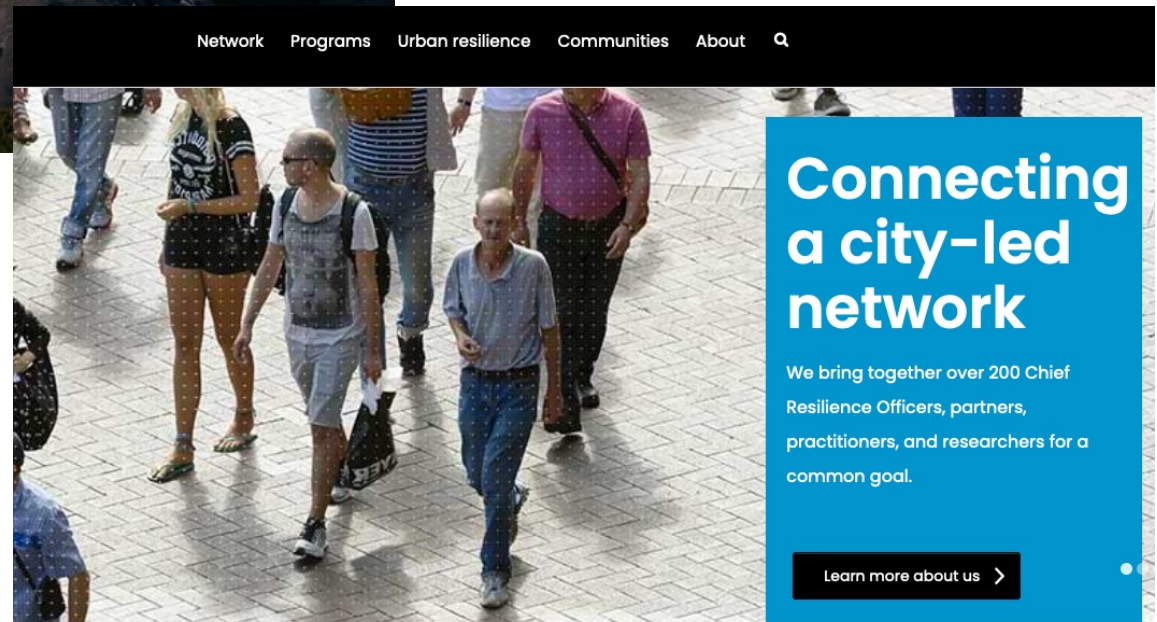 Network Programs Urban resilience Communities About
Connecting
a city-led
network
We bring together over 200 Chief
Resilience Officers, partners,
practitioners, and researchers for a
common goal.
Learn more about us